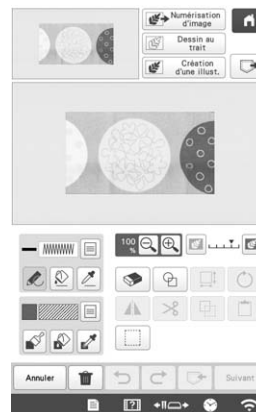 Numérisation
d'image
Dessin au
trait
Création
d'une illust.
100
%
Annuler
Suivant